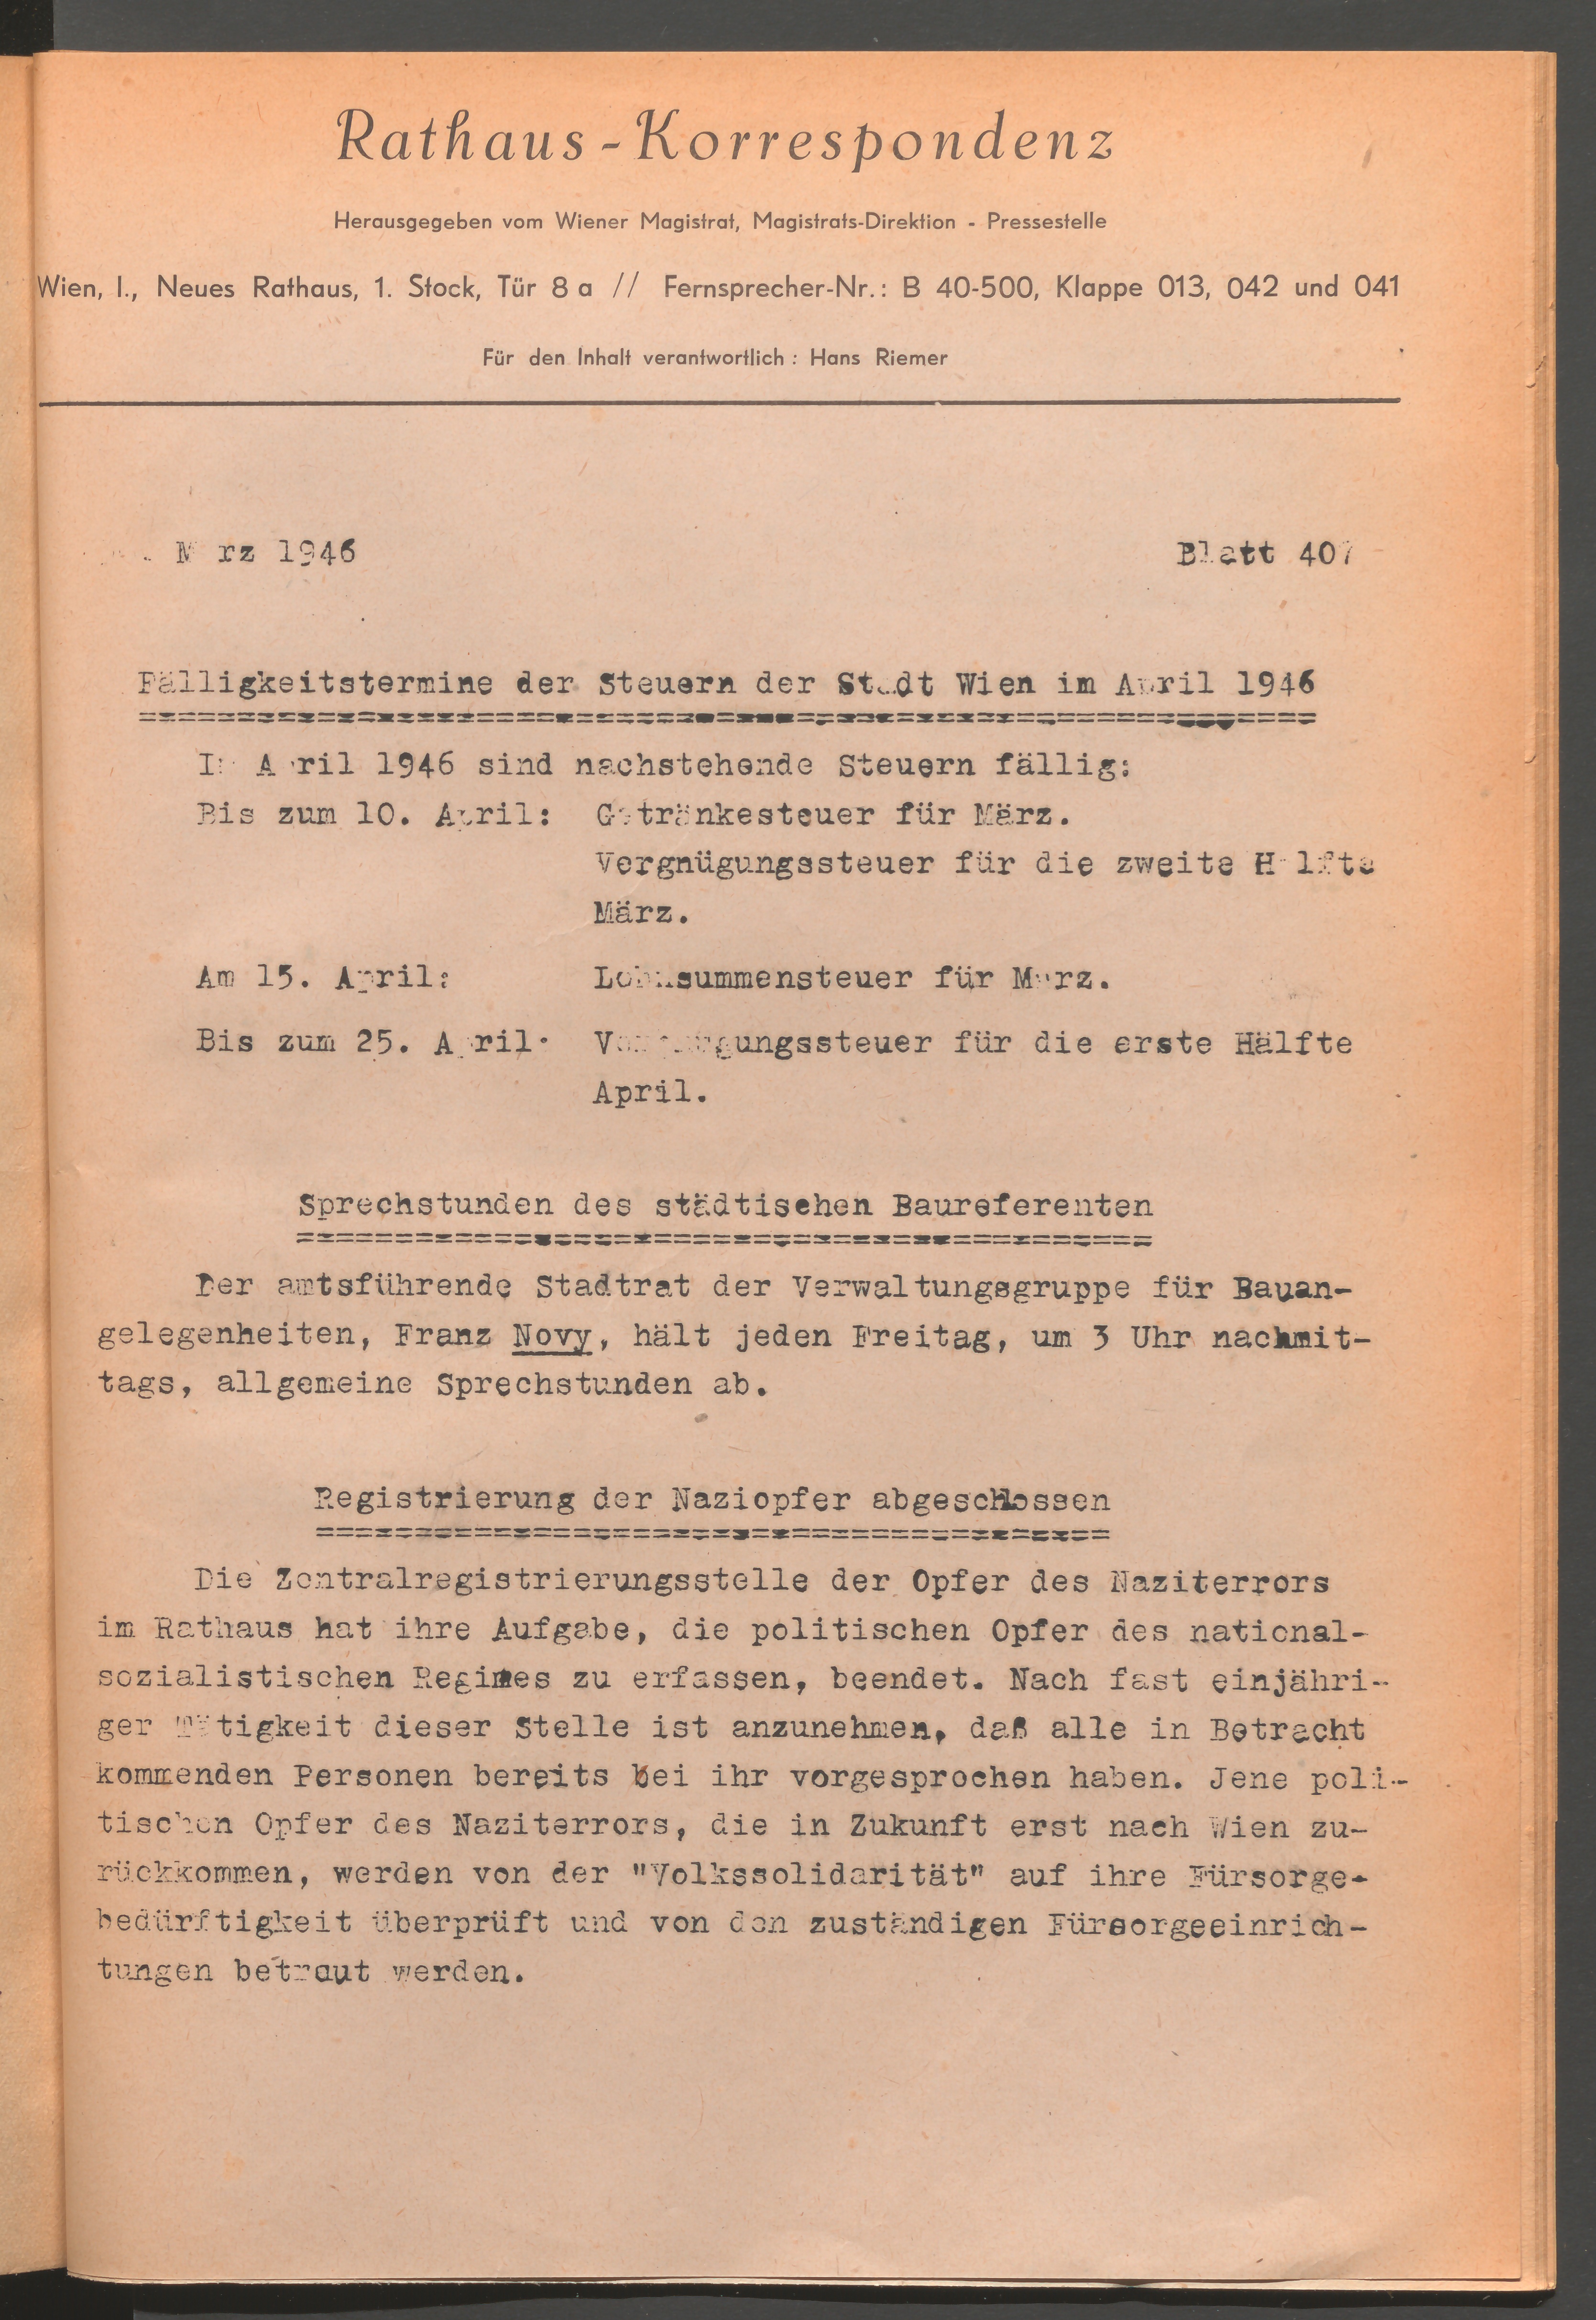 Rathaus-Korrespondenz
Herausgegeben vom Wiener Magistrat, Magistrats-Direktion - Pressestelle
Wien, I., Neues Rathaus, 1. Stock, Tür 8 a // Fernsprecher-Nr.: B 40-500, Klappe 013, 042 und 041
Für den Inhalt verantwortlich: Hans Riemer
März 1946 Blatt 407
Fälligkeitstermine der Steuern der Stadt Wien im April 1946
Im April 1946 sind nachstehende Steuern fällig:
Bis zum 10. April: Getränkesteuer für März.
Vergnügungssteuer für die zweite Hälfte
März.
Am 15. April: Lohnsummensteuer für März.
Bis zum 25. April: Vergnügungssteuer für die erste Hälfte
April.
Sprechstunden des städtischen Baureferenten
Der amtsführende Stadtrat der Verwaltungsgruppe für Bauan-
gelegenheiten, Franz Novy, hält jeden Freitag, um 3 Uhr nachmit-
tags, allgemeine Sprechstunden ab.
Registrierung der Naziopfer abgeschlossen
Die Zentralregistrierungsstelle der Opfer des Naziterrors
im Rathaus hat ihre Aufgabe, die politischen Opfer des national-
sozialistischen Regimes zu erfassen, beendet. Nach fast einjähri-
ger Tätigkeit dieser Stelle ist anzunehmen, daß alle in Betracht
kommenden Personen bereits bei ihr vorgesprochen haben. Jene poli-
tischen Opfer des Naziterrors, die in Zukunft erst nach Wien zu-
rückkommen, werden von der "Volkssolidarität" auf ihre Fürsorge-
bedürftigkeit überprüft und von den zuständigen Fürsorgeeinrich-
tungen betraut werden.